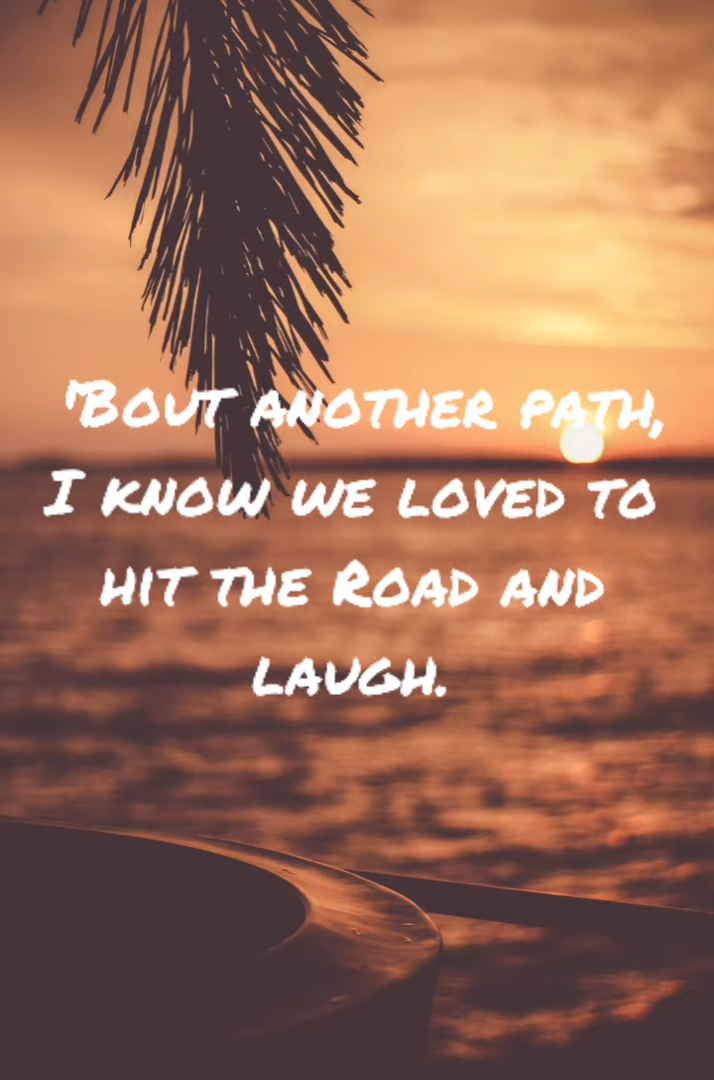 'Bout another path,
I know we loved to
hit the Road and
laugh.